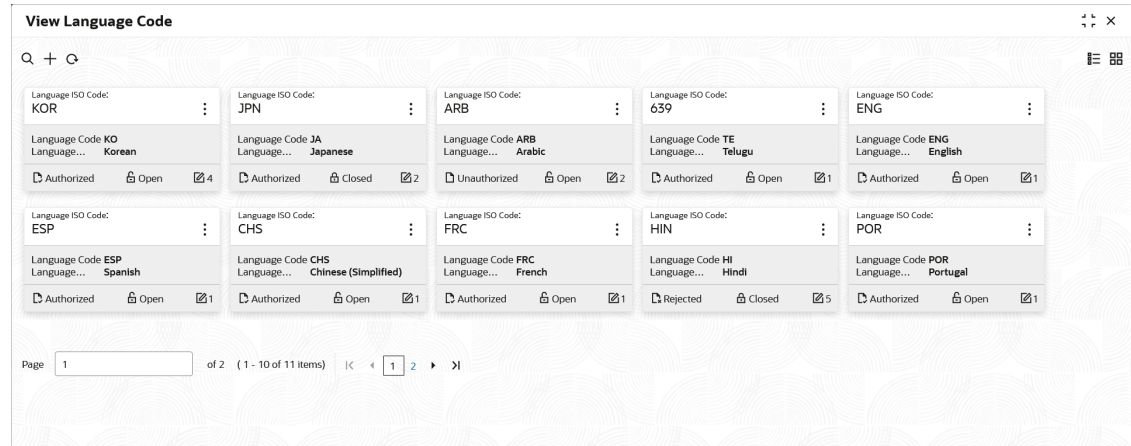 View Language Code
Language ISO Code:
KOR
Language Code KO
Language... Korean
Authorized Open 4
Language ISO Code:
JPN
Language Code JA
Language... Japanese
Authorized Closed 2
Language ISO Code:
ARB
Language Code ARB
Language... Arabic
Unauthorized Open 2
Language ISO Code:
639
Language Code TE
Language... Telugu
Authorized Open 1
Language ISO Code:
ENG
Language Code ENG
Language... English
Authorized Open 1
Language ISO Code:
ESP
Language Code ESP
Language... Spanish
Authorized Open 1
Language ISO Code:
CHS
Language Code CHS
Language... Chinese (Simplified)
Authorized Open 1
Language ISO Code:
FRC
Language Code FRC
Language... French
Authorized Open 1
Language ISO Code:
HIN
Language Code HI
Language... Hindi
Rejected Closed 5
Language ISO Code:
POR
Language Code POR
Language... Portugal
Authorized Open 1
Page 1 of 2 ( 1 - 10 of 11 items) 1 2